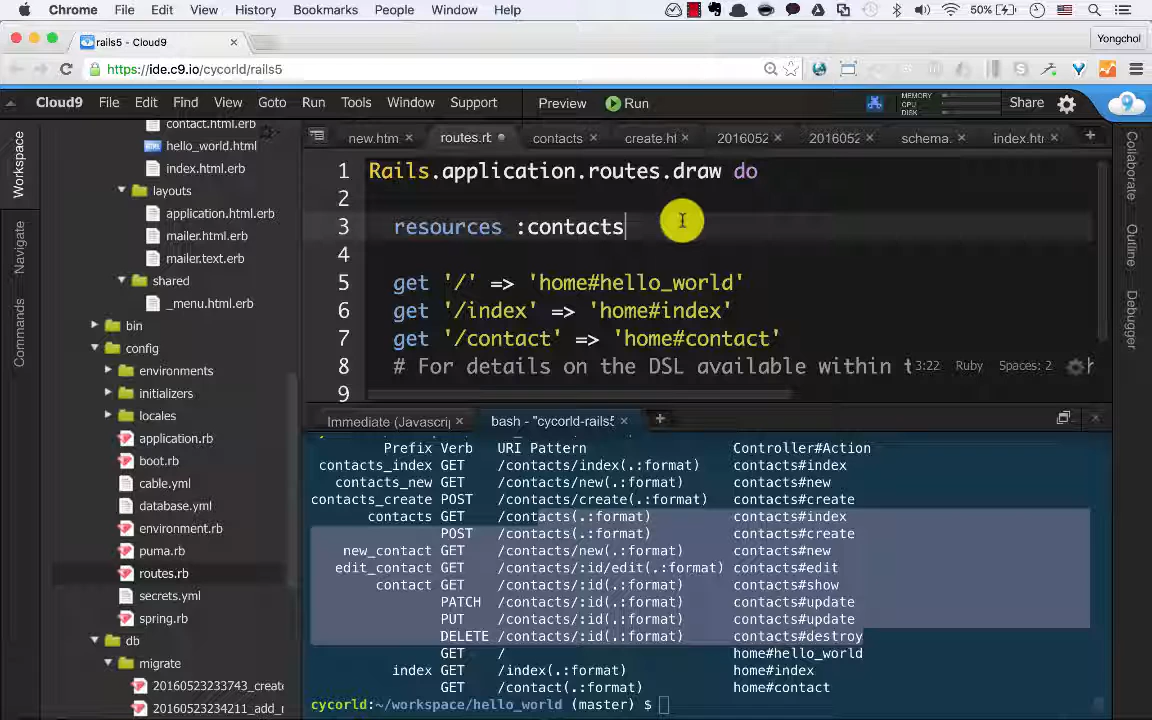 Chrome File Edit View History Bookmarks People Window Help 50%
rails5 - Cloud9 × Yongchol
https://ide.c9.io/cycorld/rails5
Cloud9 File Edit Find View Goto Run Tools Window Support Preview Run MEMORY CPU DISK Share
Workspace
Navigate
Commands
contact.html.erb
hello_world.html
index.html.erb
layouts
application.html.erb
mailer.html.erb
mailer.text.erb
shared
_menu.html.erb
bin
config
environments
initializers
locales
application.rb
boot.rb
cable.yml
database.yml
environment.rb
puma.rb
routes.rb
secrets.yml
spring.rb
db
migrate
20160523233743_create
20160523234211_add_r
new.htm × routes.rb contacts × create.ht × 2016052 × 2016052 × schema. × index.htm × +
1 Rails.application.routes.draw do
2
3 resources :contacts
4
5 get '/' => 'home#hello_world'
6 get '/index' => 'home#index'
7 get '/contact' => 'home#contact'
8 # For details on the DSL available within t
9
3:22 Ruby Spaces: 2
Immediate (Javascrip × bash - "cycorld-rails5" × +
Prefix Verb URI Pattern Controller#Action
contacts_index GET /contacts/index(.:format) contacts#index
contacts_new GET /contacts/new(.:format) contacts#new
contacts_create POST /contacts/create(.:format) contacts#create
contacts GET /contacts(.:format) contacts#index
POST /contacts(.:format) contacts#create
new_contact GET /contacts/new(.:format) contacts#new
edit_contact GET /contacts/:id/edit(.:format) contacts#edit
contact GET /contacts/:id(.:format) contacts#show
PATCH /contacts/:id(.:format) contacts#update
PUT /contacts/:id(.:format) contacts#update
DELETE /contacts/:id(.:format) contacts#destroy
GET / home#hello_world
index GET /index(.:format) home#index
GET /contact(.:format) home#contact
cycorld:~/workspace/hello_world (master) $
Collaborate
Outline
Debugger